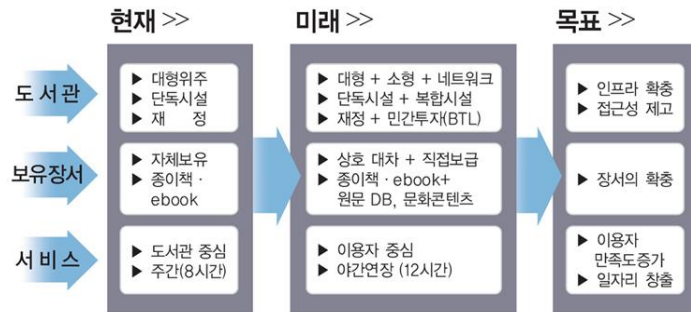 현재 >>
미래 >>
목표 >>
도서관
▶ 대형위주
▶ 단독시설
▶ 재 정
▶ 대형 + 소형 + 네트워크
▶ 단독시설 + 복합시설
▶ 재정 + 민간투자(BTL)
▶ 인프라 확충
▶ 접근성 제고
보유장서
▶ 자체보유
▶ 종이책 ·
ebook
▶ 상호 대차 + 직접보급
▶ 종이책 · ebook+
원문 DB, 문화콘텐츠
▶ 장서의 확충
서비스
▶ 도서관 중심
▶ 주간(8시간)
▶ 이용자 중심
▶ 야간연장 (12시간)
▶ 이용자
만족도증가
▶ 일자리 창출